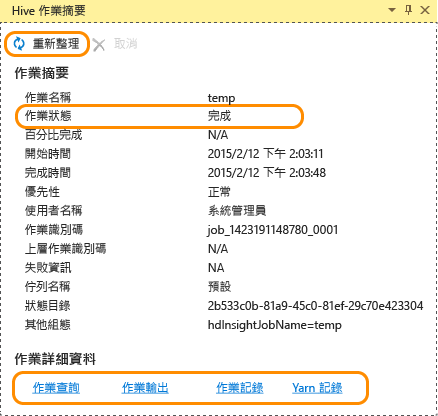 Hive 作業摘要
重新整理 取消
作業摘要
作業名稱 temp
作業狀態 完成
百分比完成 N/A
開始時間 2015/2/12 下午 2:03:11
完成時間 2015/2/12 下午 2:03:48
優先性 正常
使用者名稱 系統管理員
作業識別碼 job_1423191148780_0001
上層作業識別碼 N/A
失敗資訊 NA
佇列名稱 預設
狀態目錄 2b533c0b-81a9-45c0-81ef-29c70e423304
其他組態 hdInsightJobName=temp
作業詳細資料
作業查詢 作業輸出 作業記錄 Yarn 記錄